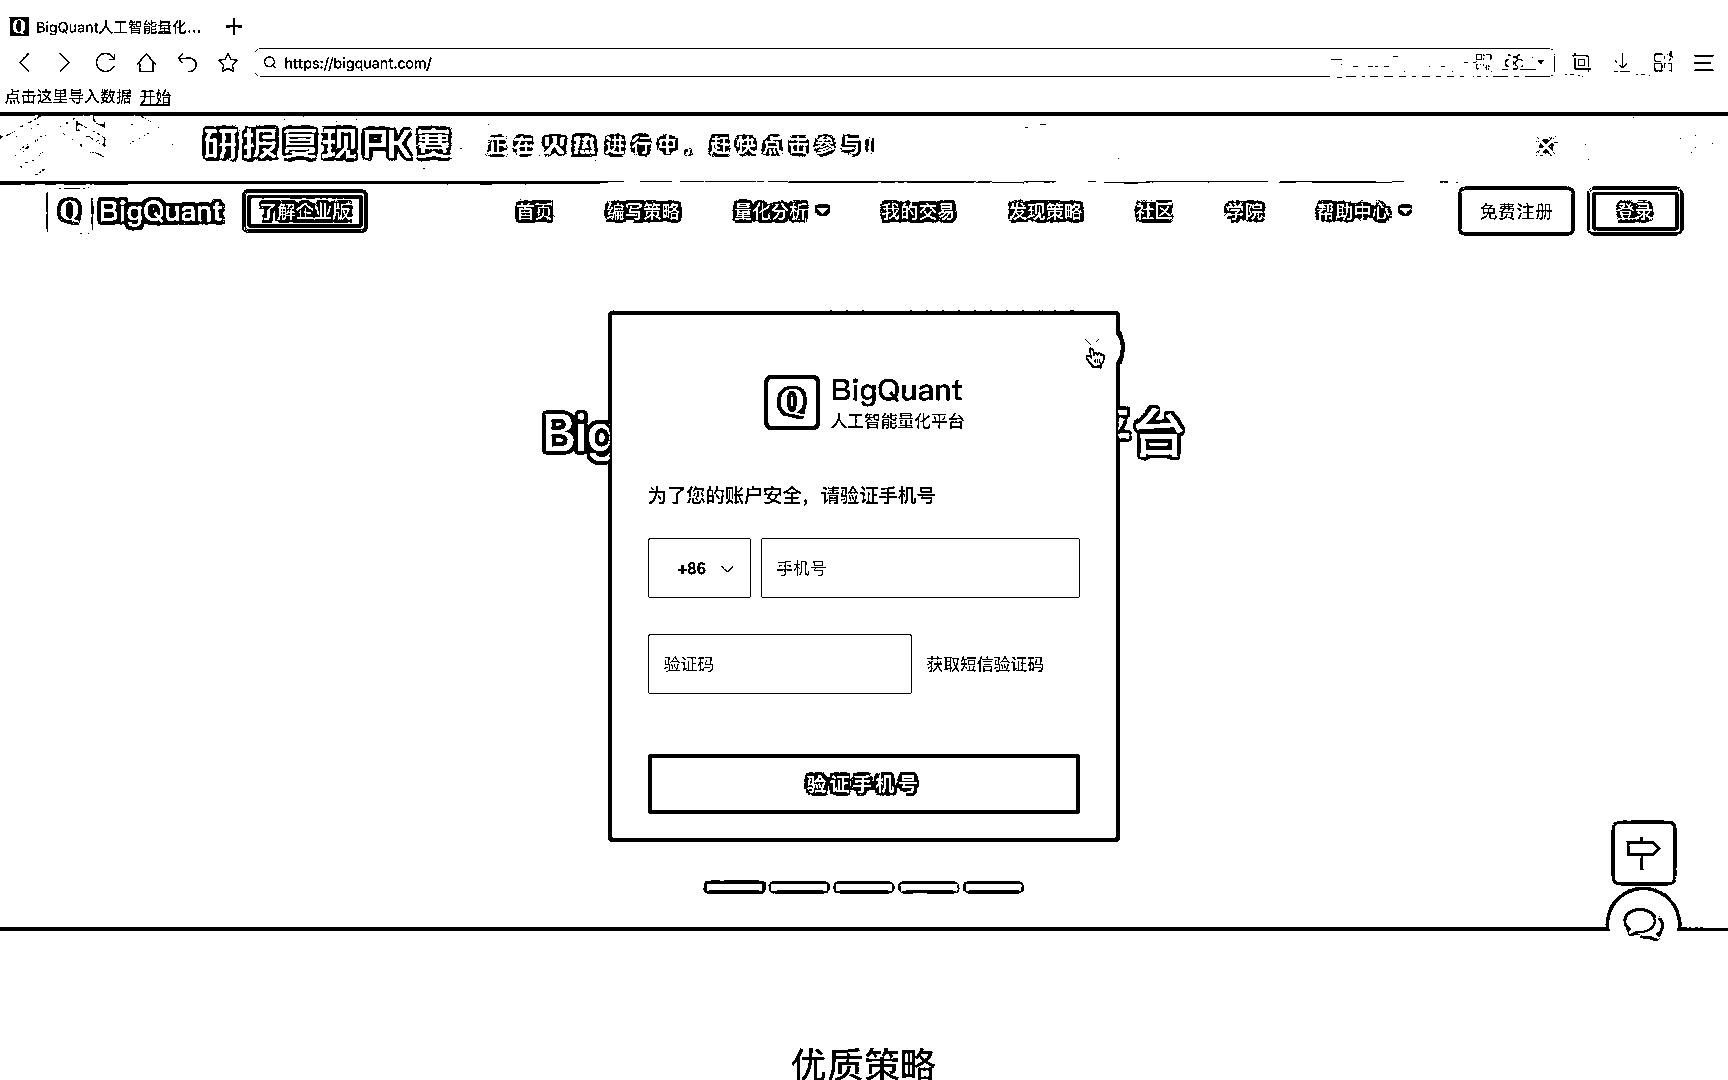 BigQuant人工智能量化...
https://bigquant.com/
点击这里导入数据 开始
研报复现PK赛 正在火热进行中。赶快点击参与!!
BigQuant 了解企业版 首页 编写策略 量化分析 我的交易 发现策略 社区 学院 帮助中心 免费注册 登录
BigQuant
人工智能量化平台
Big 平台
为了您的账户安全，请验证手机号
+86 手机号
验证码 获取短信验证码
验证手机号
优质策略